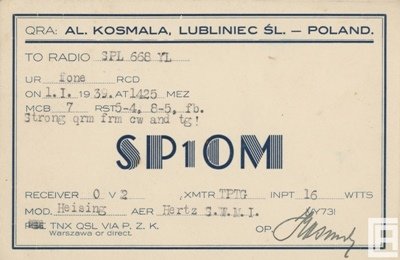 QRA: AL. KOSMALA, LUBLINIEC ŚL. — POLAND.
TO RADIO SPL 668 YL
UR fone RCD
ON 1.I. 1939. AT 1425 MEZ
MCB 7 RST 5-4, 8-5, fb.
Strong qrm frm cw and tg!
SP1OM
RECEIVER 0 V 2, XMTR TPTG INPT 16 WTTS
MOD. Heising AER Hertz S.W.M.I. NY73!
TNX QSL VIA P. Z. K. OP. Kosmala
Warszawa or direct.